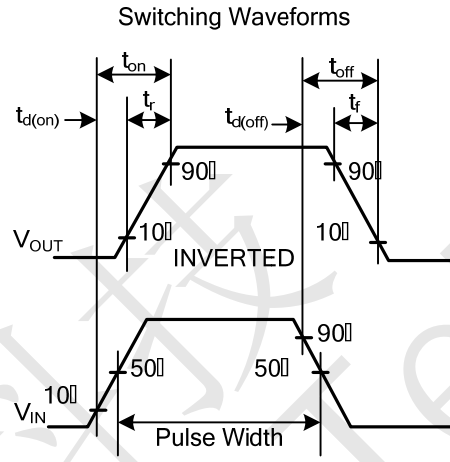 Switching Waveforms
ton
toff
td(on)
tr
td(off)
tf
90▯
90▯
VOUT
10▯
10▯
INVERTED
90▯
10▯
50▯
50▯
VIN
Pulse Width